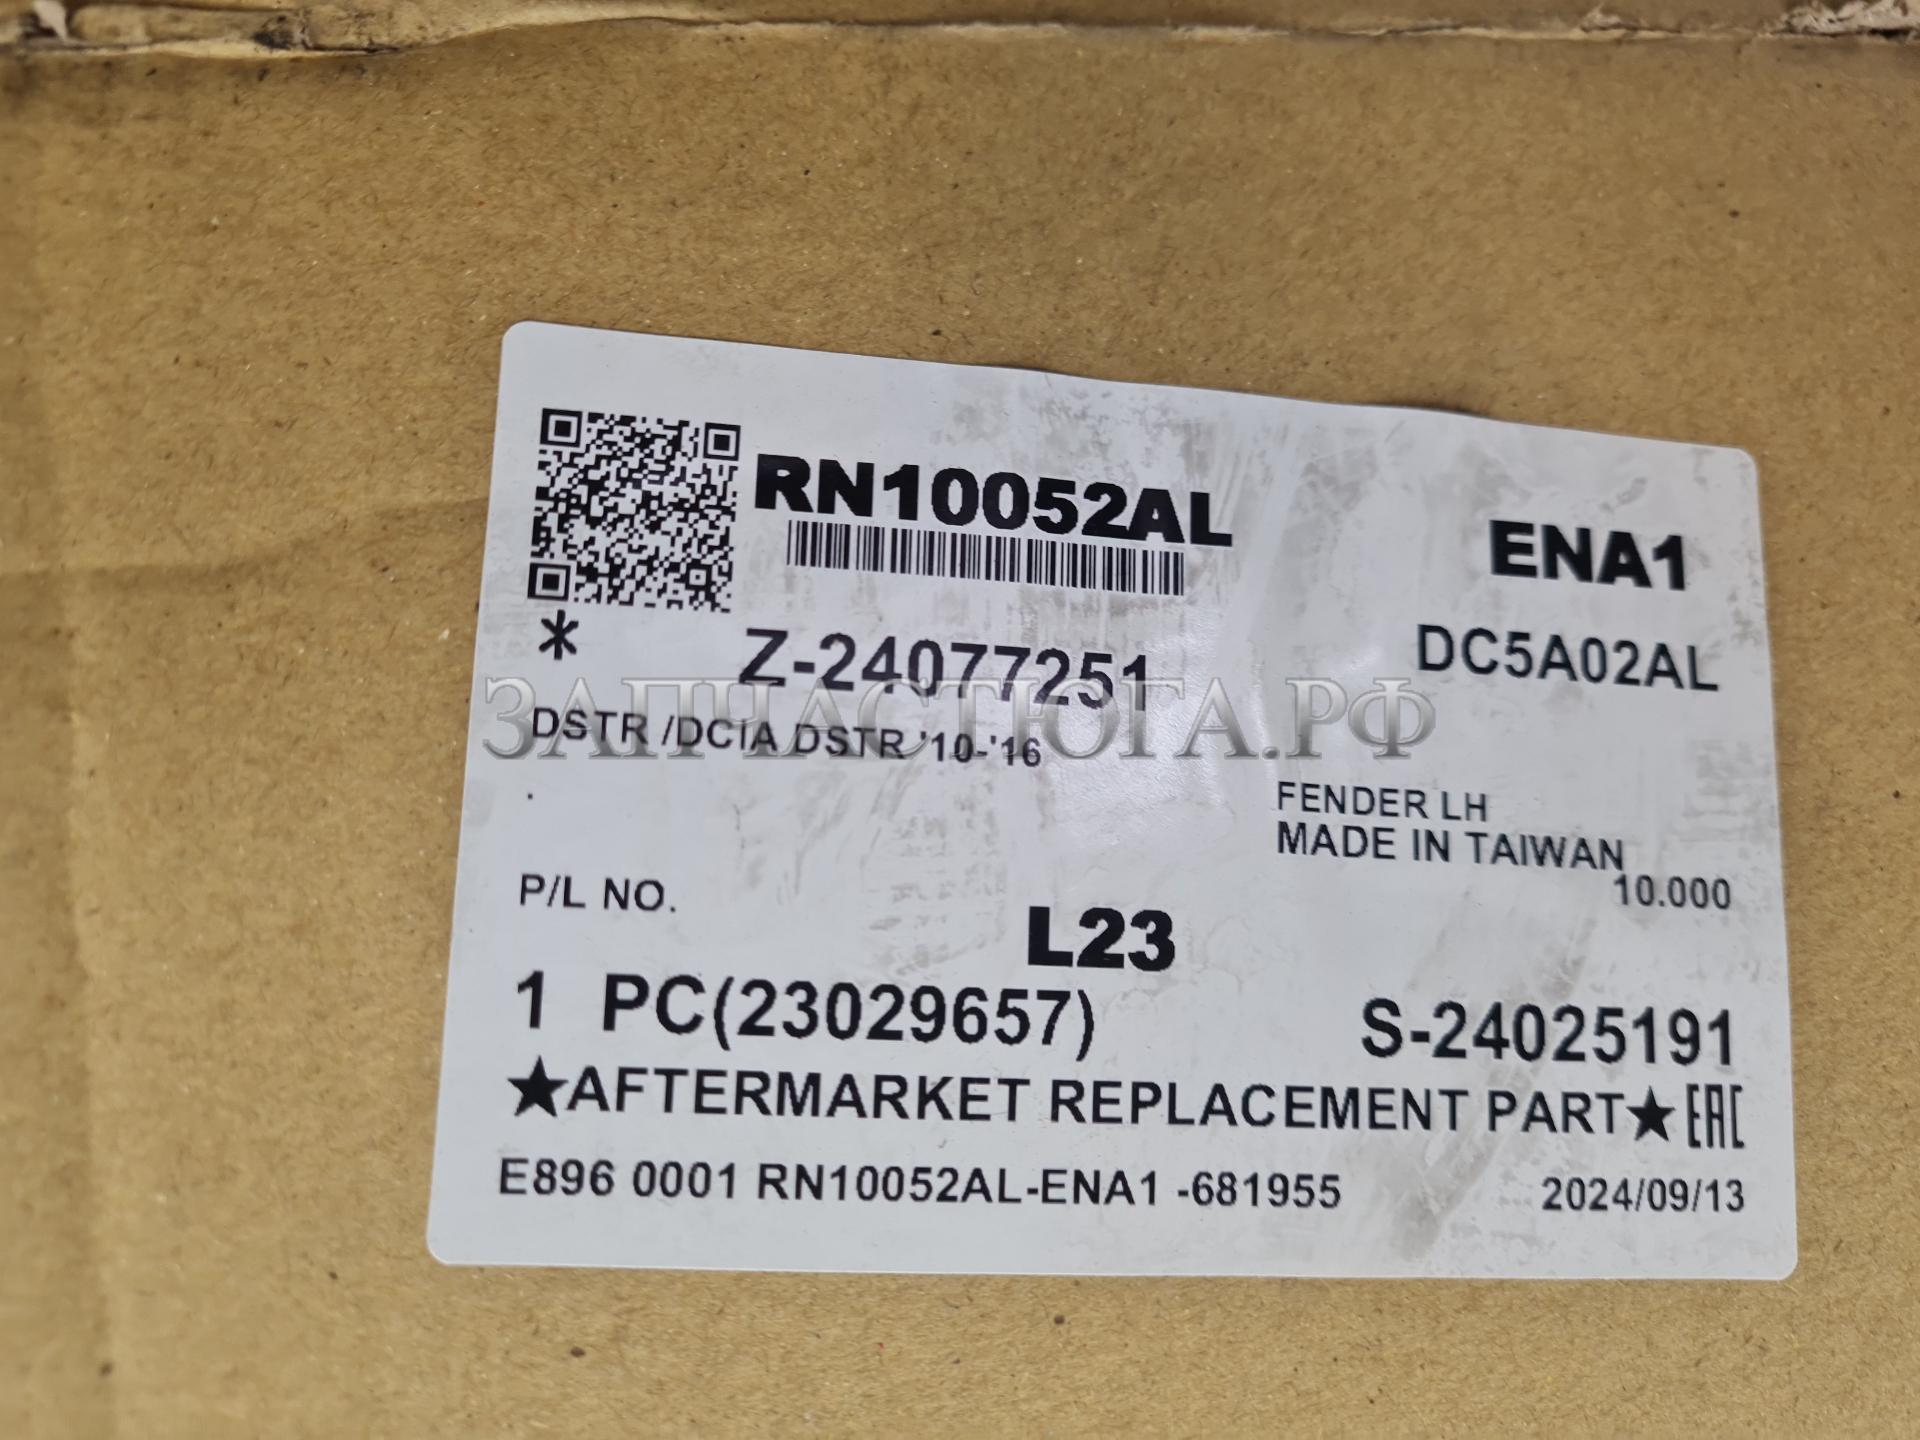 RN10052AL
ENA1
* Z-24077251
DC5A02AL
ЗАПЧАСТЮГА.РФ
DSTR /DCIA DSTR '10-'16
.
FENDER LH
MADE IN TAIWAN
10.000
P/L NO.
L23
1 PC(23029657)
S-24025191
★AFTERMARKET REPLACEMENT PART★ EAC
E896 0001 RN10052AL-ENA1 -681955
2024/09/13